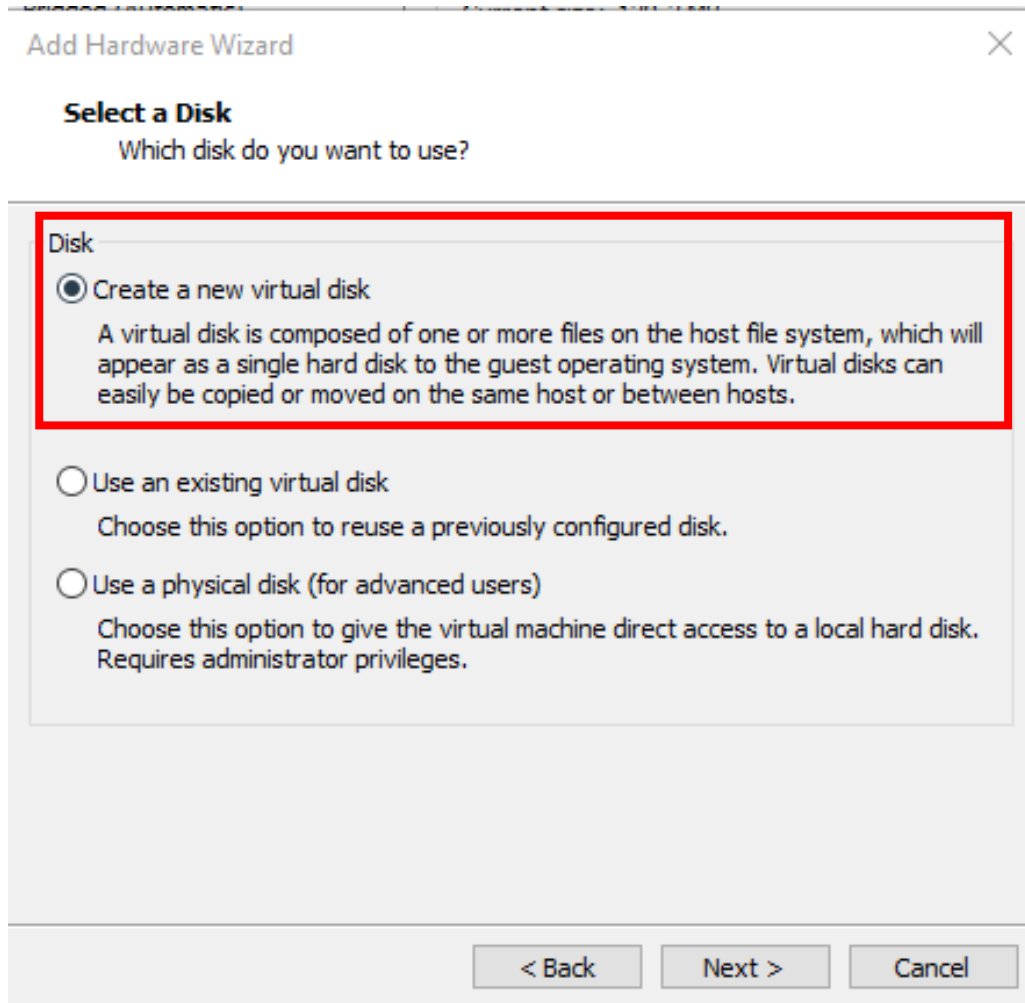 Add Hardware Wizard
Select a Disk
Which disk do you want to use?
Disk
Create a new virtual disk
A virtual disk is composed of one or more files on the host file system, which will
appear as a single hard disk to the guest operating system. Virtual disks can
easily be copied or moved on the same host or between hosts.
Use an existing virtual disk
Choose this option to reuse a previously configured disk.
Use a physical disk (for advanced users)
Choose this option to give the virtual machine direct access to a local hard disk.
Requires administrator privileges.
< Back Next > Cancel